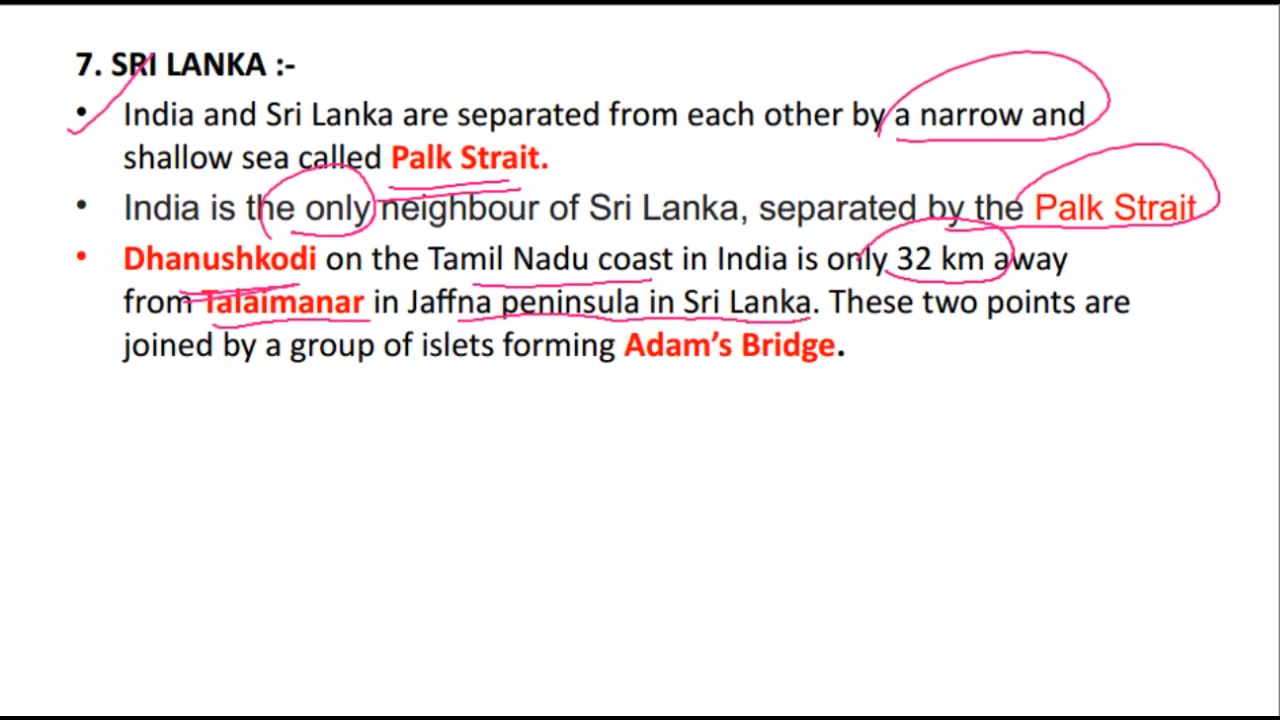 7. SRI LANKA :-
• India and Sri Lanka are separated from each other by a narrow and
shallow sea called Palk Strait.
• India is the only neighbour of Sri Lanka, separated by the Palk Strait
• Dhanushkodi on the Tamil Nadu coast in India is only 32 km away
from Talaimanar in Jaffna peninsula in Sri Lanka. These two points are
joined by a group of islets forming Adam’s Bridge.